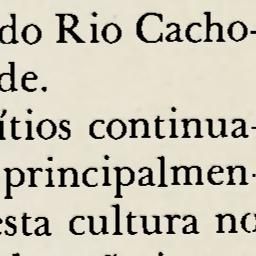 do Rio Cacho-
de.
ítios continua-
principalmen-
esta cultura no